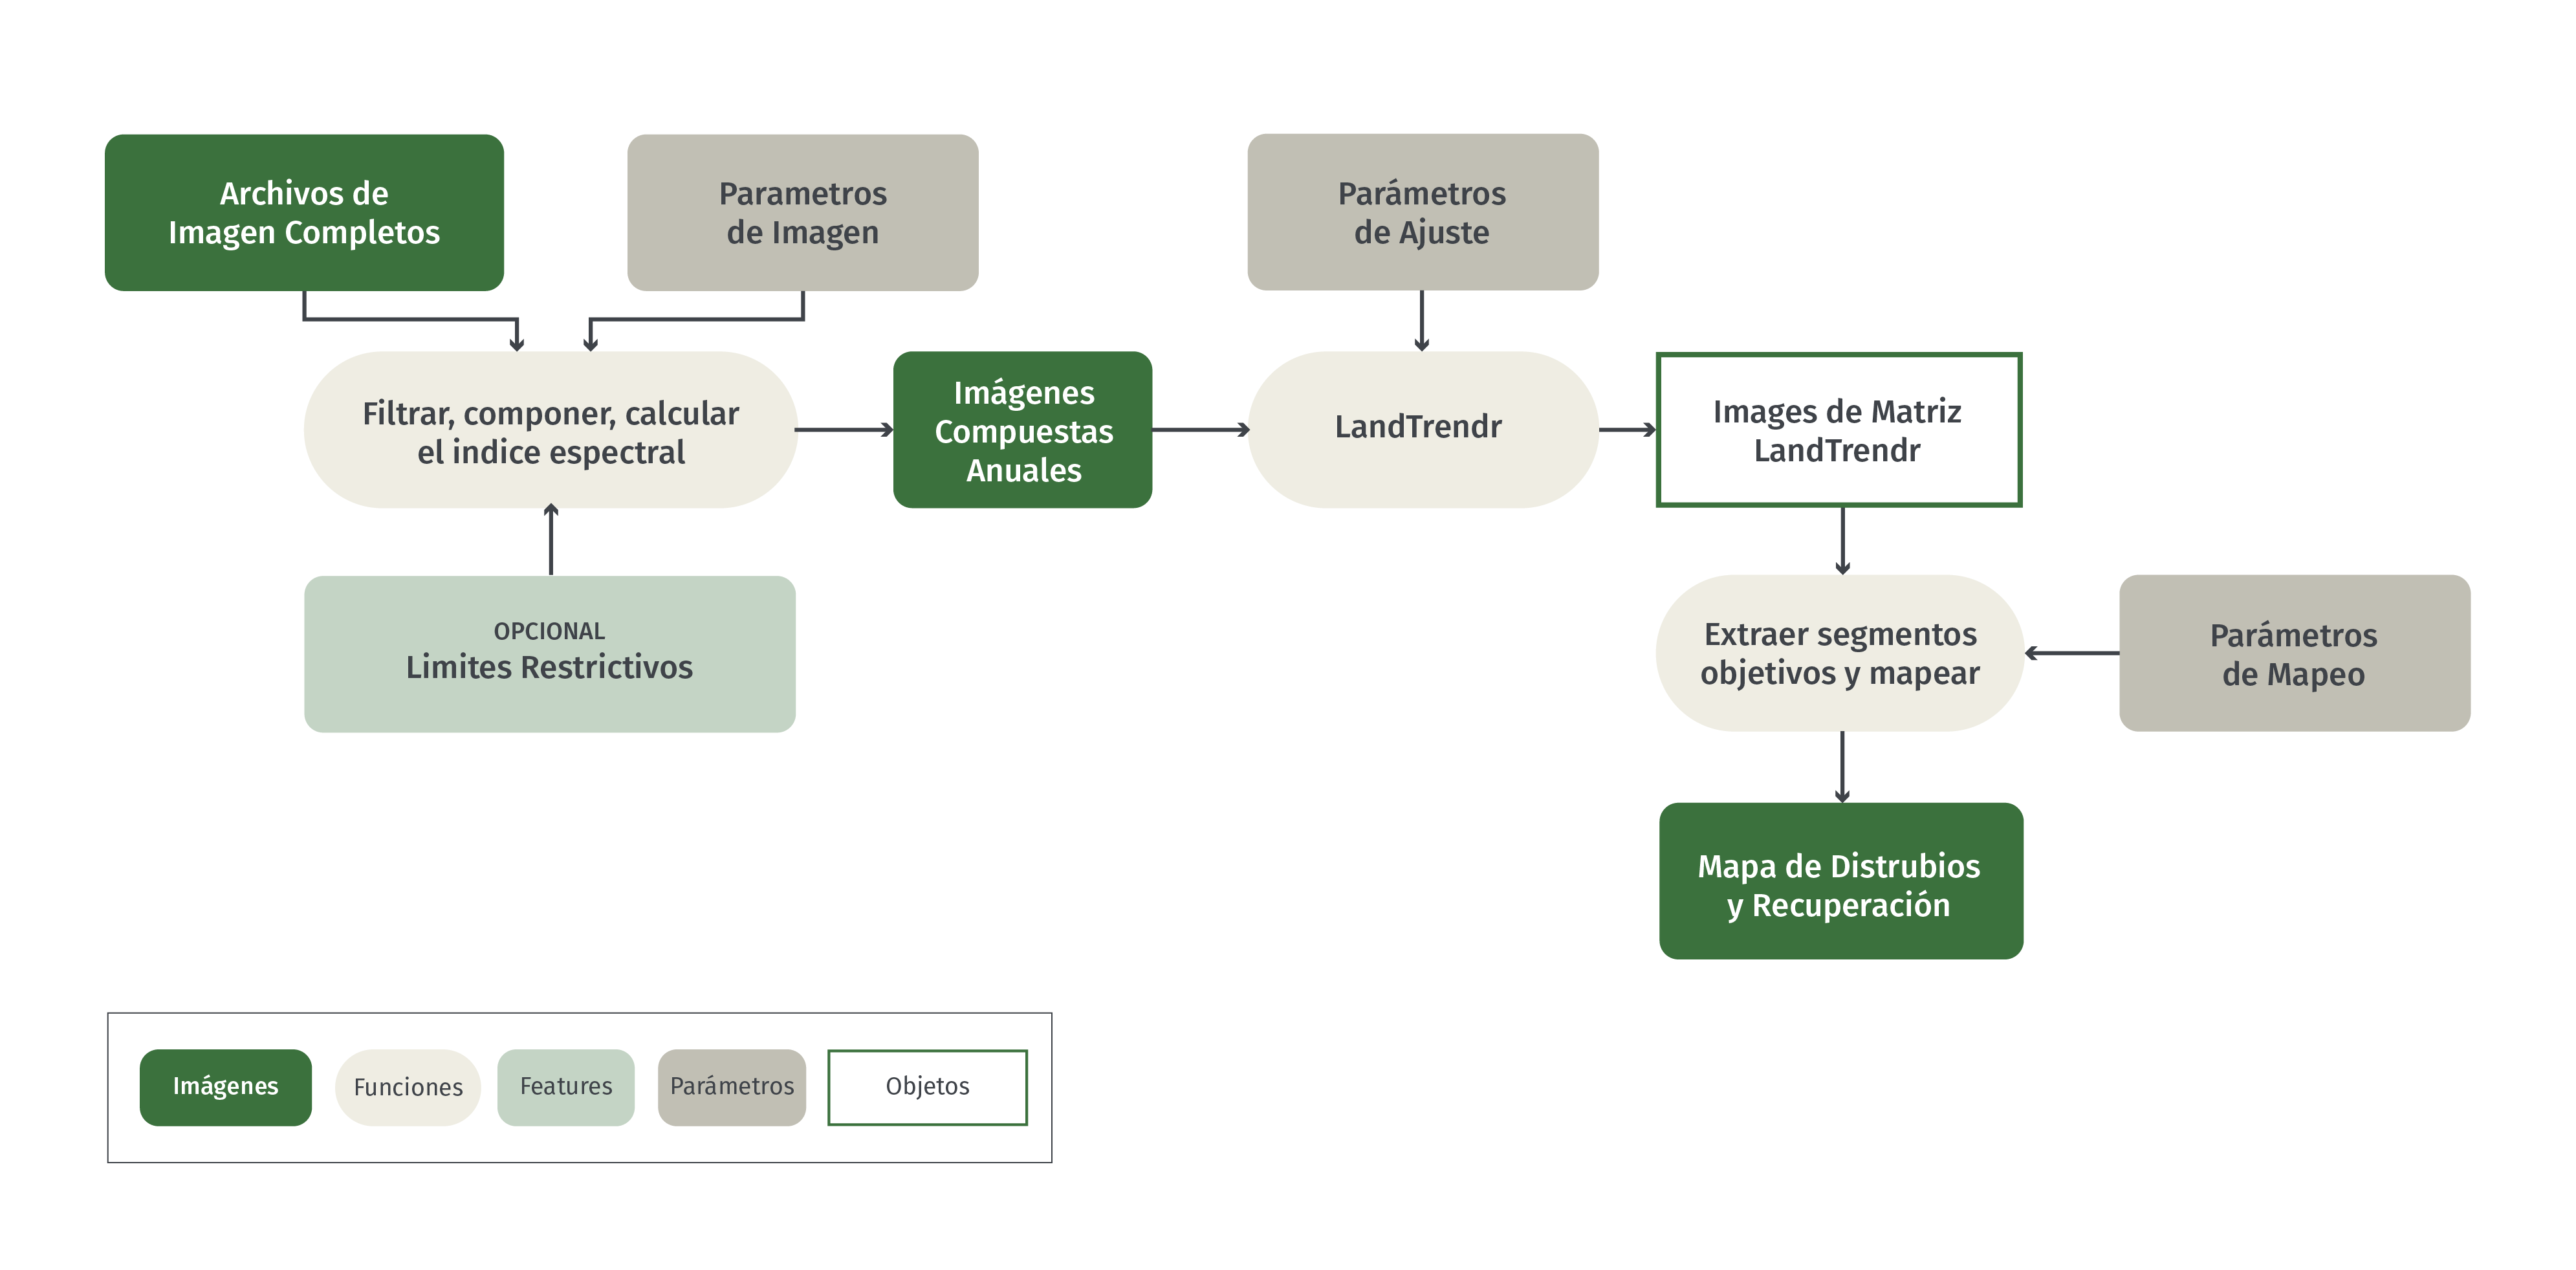 Archivos de
Imagen Completos
Parametros
de Imagen
Parámetros
de Ajuste
Filtrar, componer, calcular
el indice espectral
Imágenes
Compuestas
Anuales
LandTrendr
Images de Matriz
LandTrendr
OPCIONAL
Limites Restrictivos
Extraer segmentos
objetivos y mapear
Parámetros
de Mapeo
Mapa de Distrubios
y Recuperación
Imágenes
Funciones
Features
Parámetros
Objetos